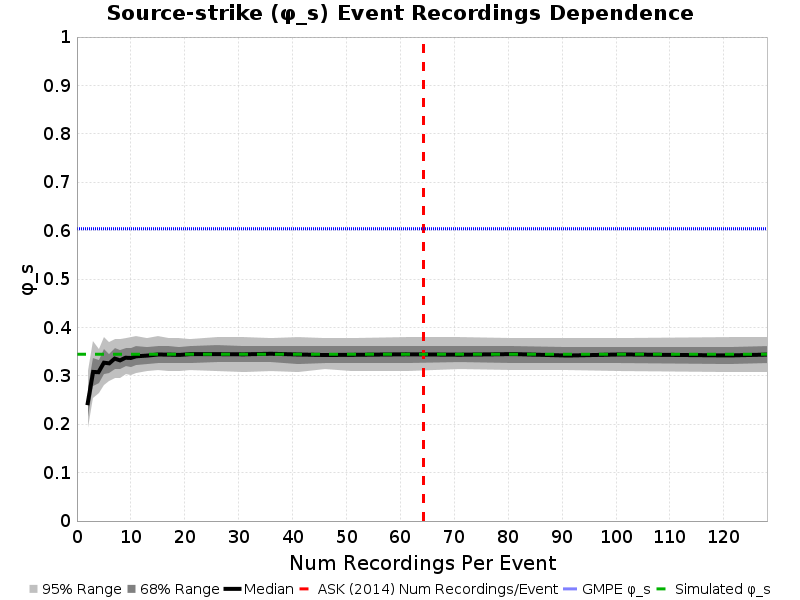 Source-strike (φ_s) Event Recordings Dependence
1
0.9
0.8
0.7
0.6
0.5
0.4
0.3
0.2
0.1
0
φ_s
0 10 20 30 40 50 60 70 80 90 100 110 120
Num Recordings Per Event
95% Range 68% Range Median ASK (2014) Num Recordings/Event GMPE φ_s Simulated φ_s